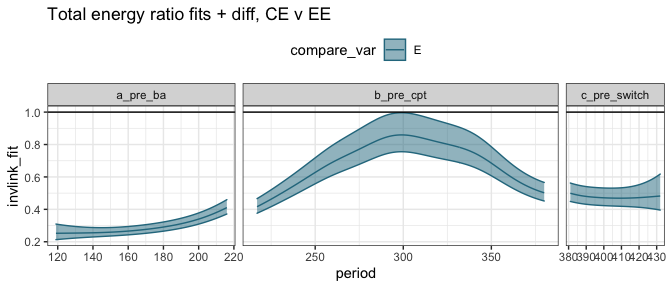 Total energy ratio fits + diff, CE v EE
compare_var E
a_pre_ba b_pre_cpt c_pre_switch
invlink_fit
1.0
0.8
0.6
0.4
0.2
120 140 160 180 200 220 250 300 350 380 390 400 410 420 430
period